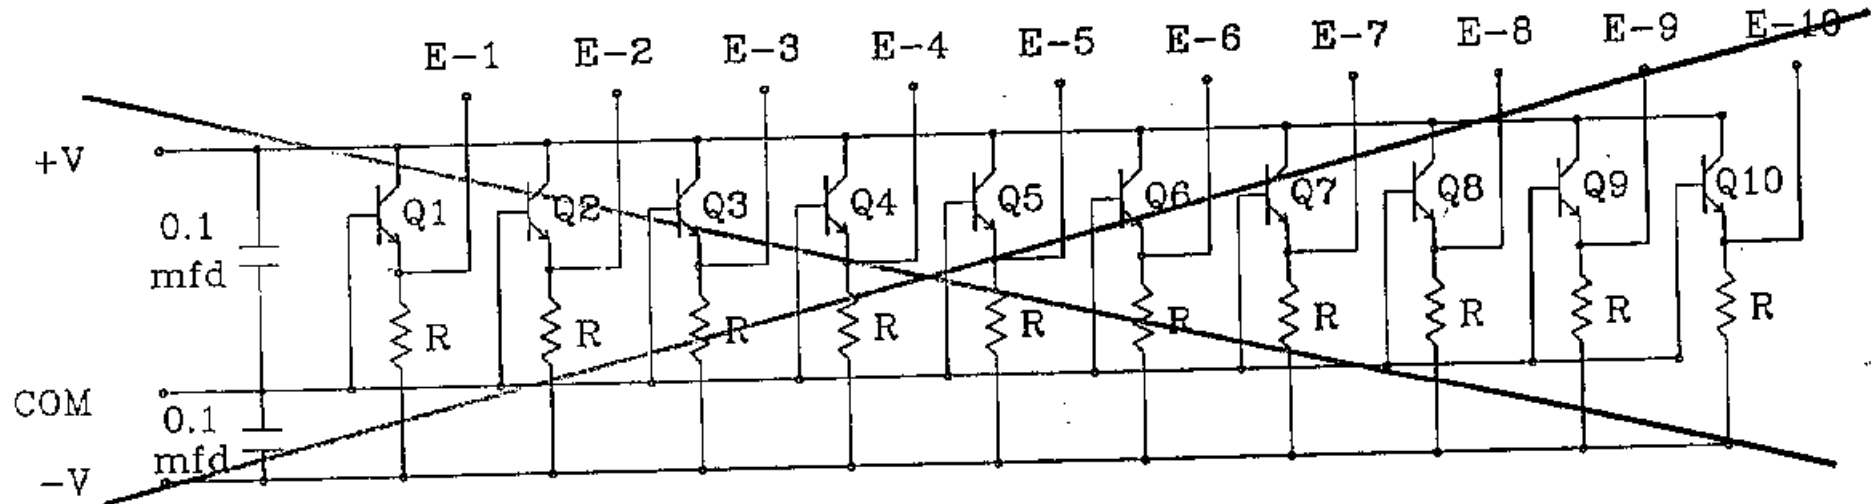 E-1 E-2 E-3 E-4 E-5 E-6 E-7 E-8 E-9 E-10
+V
Q1 Q2 Q3 Q4 Q5 Q6 Q7 Q8 Q9 Q10
0.1
mfd
R R R R R R R R R R
COM
0.1
mfd
-V